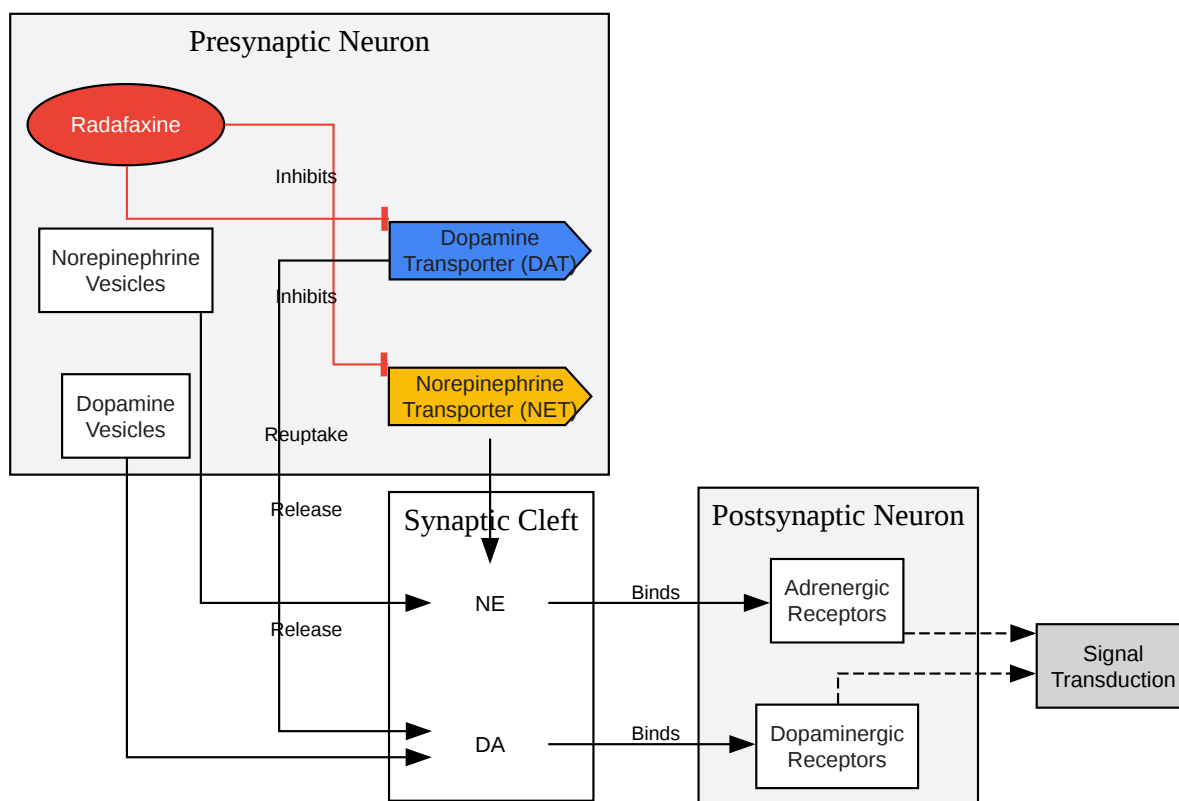 Presynaptic Neuron
Radafaxine
Inhibits
Dopamine
Transporter (DAT)
Norepinephrine
Vesicles
Inhibits
Norepinephrine
Transporter (NET)
Dopamine
Vesicles
Reuptake
Release
Synaptic Cleft
Postsynaptic Neuron
NE
Binds
Adrenergic
Receptors
Release
Signal
Transduction
DA
Binds
Dopaminergic
Receptors